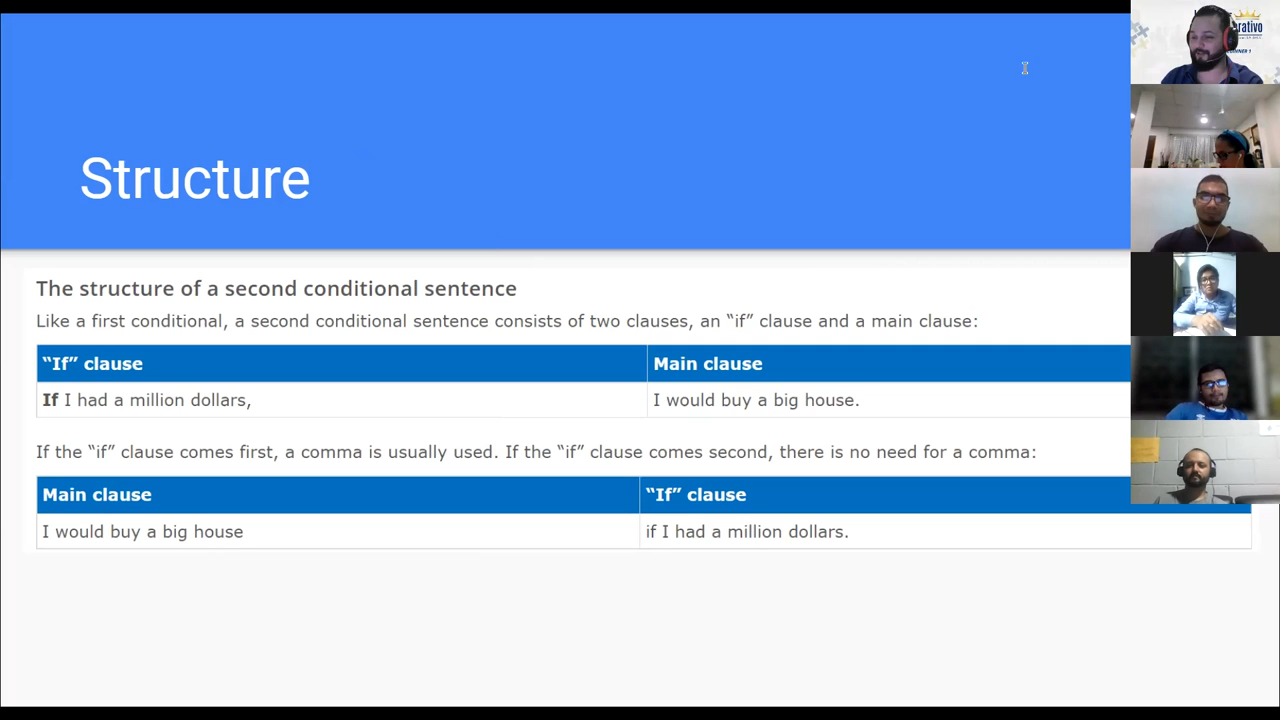 Structure
The structure of a second conditional sentence
Like a first conditional, a second conditional sentence consists of two clauses, an “if” clause and a main clause:
“If” clause Main clause
If I had a million dollars, I would buy a big house.
If the “if” clause comes first, a comma is usually used. If the “if” clause comes second, there is no need for a comma:
Main clause “If” clause
I would buy a big house if I had a million dollars.